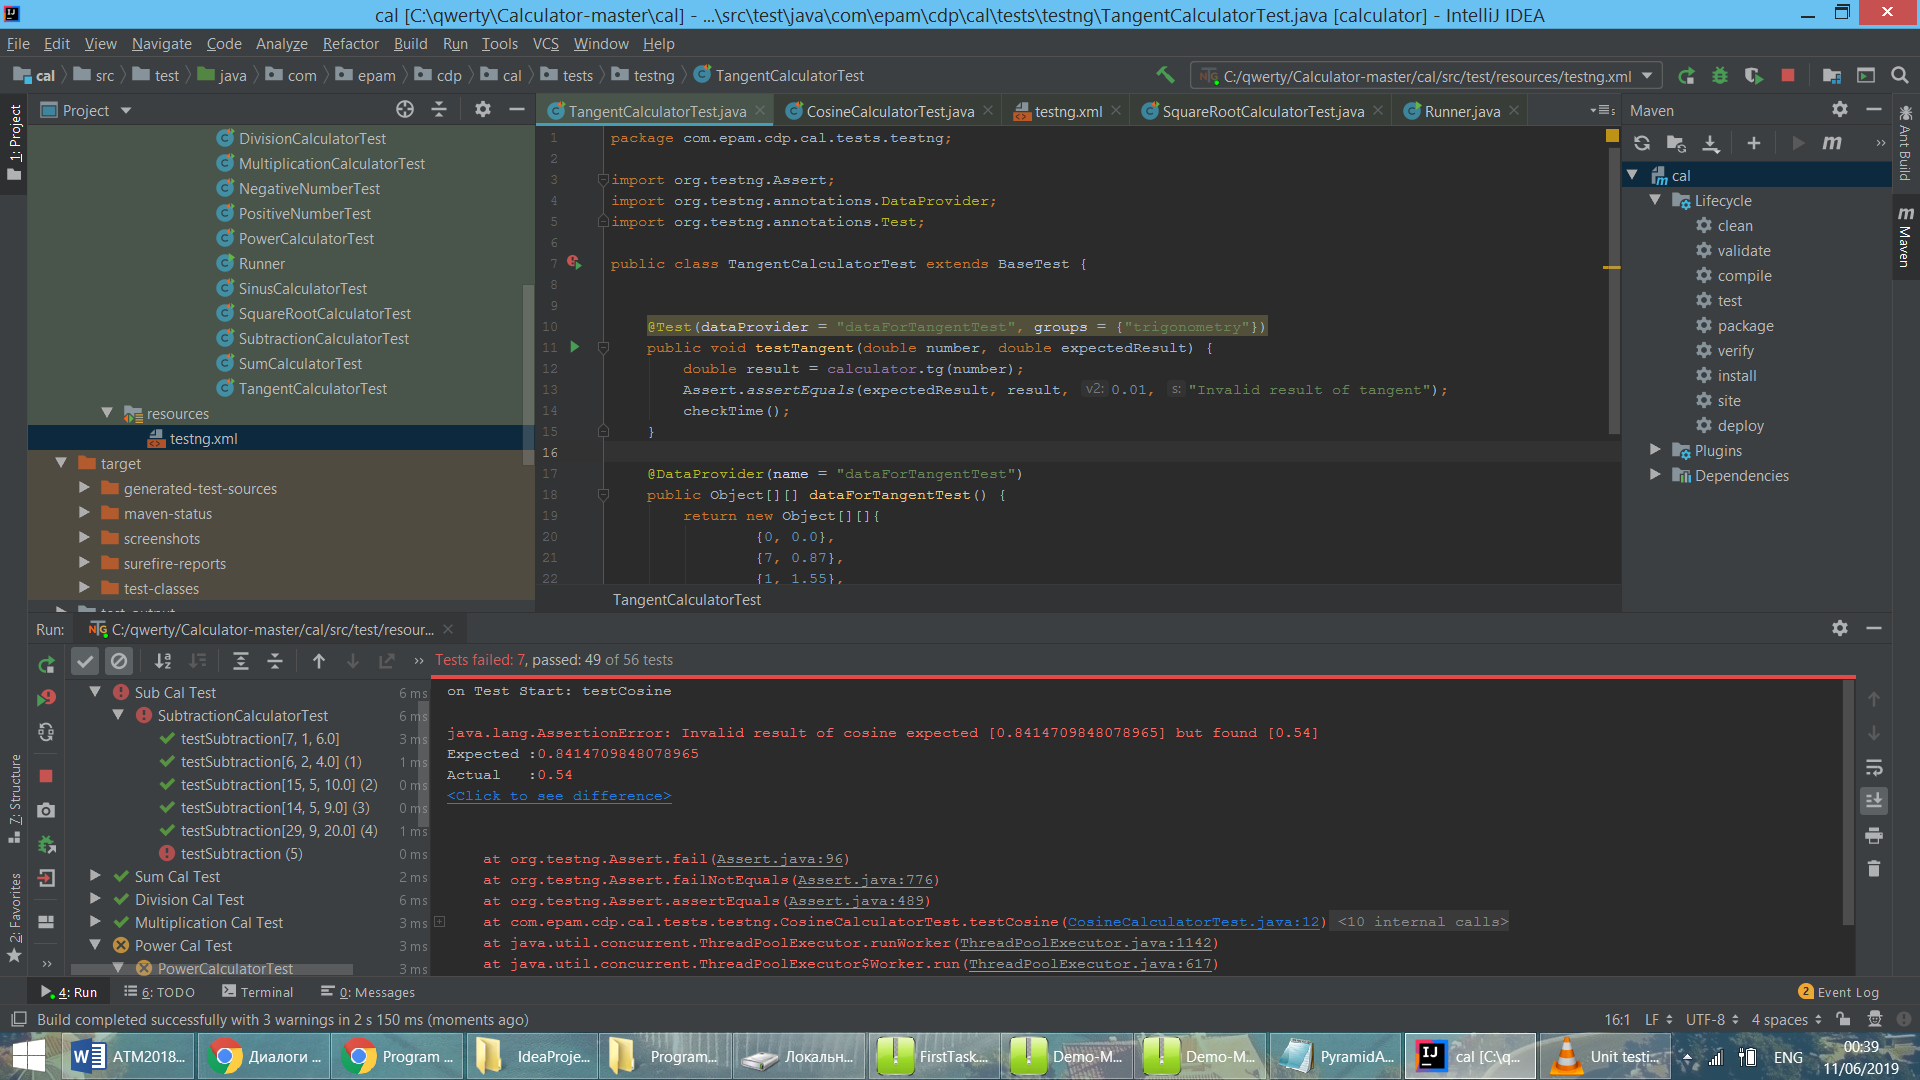 cal [C:\qwerty\Calculator-master\cal] - ...\src\test\java\com\epam\cdp\cal\tests\testng\TangentCalculatorTest.java [calculator] - IntelliJ IDEA
File Edit View Navigate Code Analyze Refactor Build Run Tools VCS Window Help
cal src test java com epam cdp cal tests testng TangentCalculatorTest C:/qwerty/Calculator-master/cal/src/test/resources/testng.xml
1: Project
Project
DivisionCalculatorTest
MultiplicationCalculatorTest
NegativeNumberTest
PositiveNumberTest
PowerCalculatorTest
Runner
SinusCalculatorTest
SquareRootCalculatorTest
SubtractionCalculatorTest
SumCalculatorTest
TangentCalculatorTest
resources
testng.xml
target
generated-test-sources
maven-status
screenshots
surefire-reports
test-classes
test-output
TangentCalculatorTest.java CosineCalculatorTest.java testng.xml SquareRootCalculatorTest.java Runner.java
1 package com.epam.cdp.cal.tests.testng;
2
3 import org.testng.Assert;
4 import org.testng.annotations.DataProvider;
5 import org.testng.annotations.Test;
6
7 public class TangentCalculatorTest extends BaseTest {
8
9
10 @Test(dataProvider = "dataForTangentTest", groups = {"trigonometry"})
11 public void testTangent(double number, double expectedResult) {
12 double result = calculator.tg(number);
13 Assert.assertEquals(expectedResult, result, v2: 0.01, s: "Invalid result of tangent");
14 checkTime();
15 }
16
17 @DataProvider(name = "dataForTangentTest")
18 public Object[][] dataForTangentTest() {
19 return new Object[][]{
20 {0, 0.0},
21 {7, 0.87},
22 {1, 1.55},
TangentCalculatorTest
Maven
cal
Lifecycle
clean
validate
compile
test
package
verify
install
site
deploy
Plugins
Dependencies
Ant Build
Maven
Run: C:/qwerty/Calculator-master/cal/src/test/resour...
Tests failed: 7, passed: 49 of 56 tests
Sub Cal Test 6 ms
SubtractionCalculatorTest 6 ms
testSubtraction[7, 1, 6.0] 3 ms
testSubtraction[6, 2, 4.0] (1) 1 ms
testSubtraction[15, 5, 10.0] (2) 0 ms
testSubtraction[14, 5, 9.0] (3) 0 ms
testSubtraction[29, 9, 20.0] (4) 1 ms
testSubtraction (5) 0 ms
Sum Cal Test 2 ms
Division Cal Test 6 ms
Multiplication Cal Test 3 ms
Power Cal Test 3 ms
PowerCalculatorTest 3 ms
on Test Start: testCosine
java.lang.AssertionError: Invalid result of cosine expected [0.8414709848078965] but found [0.54]
Expected :0.8414709848078965
Actual   :0.54
<Click to see difference>
at org.testng.Assert.fail(Assert.java:96)
at org.testng.Assert.failNotEquals(Assert.java:776)
at org.testng.Assert.assertEquals(Assert.java:489)
at com.epam.cdp.cal.tests.testng.CosineCalculatorTest.testCosine(CosineCalculatorTest.java:12) <10 internal calls>
at java.util.concurrent.ThreadPoolExecutor.runWorker(ThreadPoolExecutor.java:1142)
at java.util.concurrent.ThreadPoolExecutor$Worker.run(ThreadPoolExecutor.java:617)
7: Structure
2: Favorites
4: Run 6: TODO Terminal 0: Messages 2 Event Log
Build completed successfully with 3 warnings in 2 s 150 ms (moments ago) 16:1 LF UTF-8 4 spaces
ATM2018... Диалоги ... Program ... IdeaProje... Program... Локальн... FirstTask.... Demo-M... Demo-M... PyramidA... cal [C:\q... Unit testi... ENG 00:39
11/06/2019